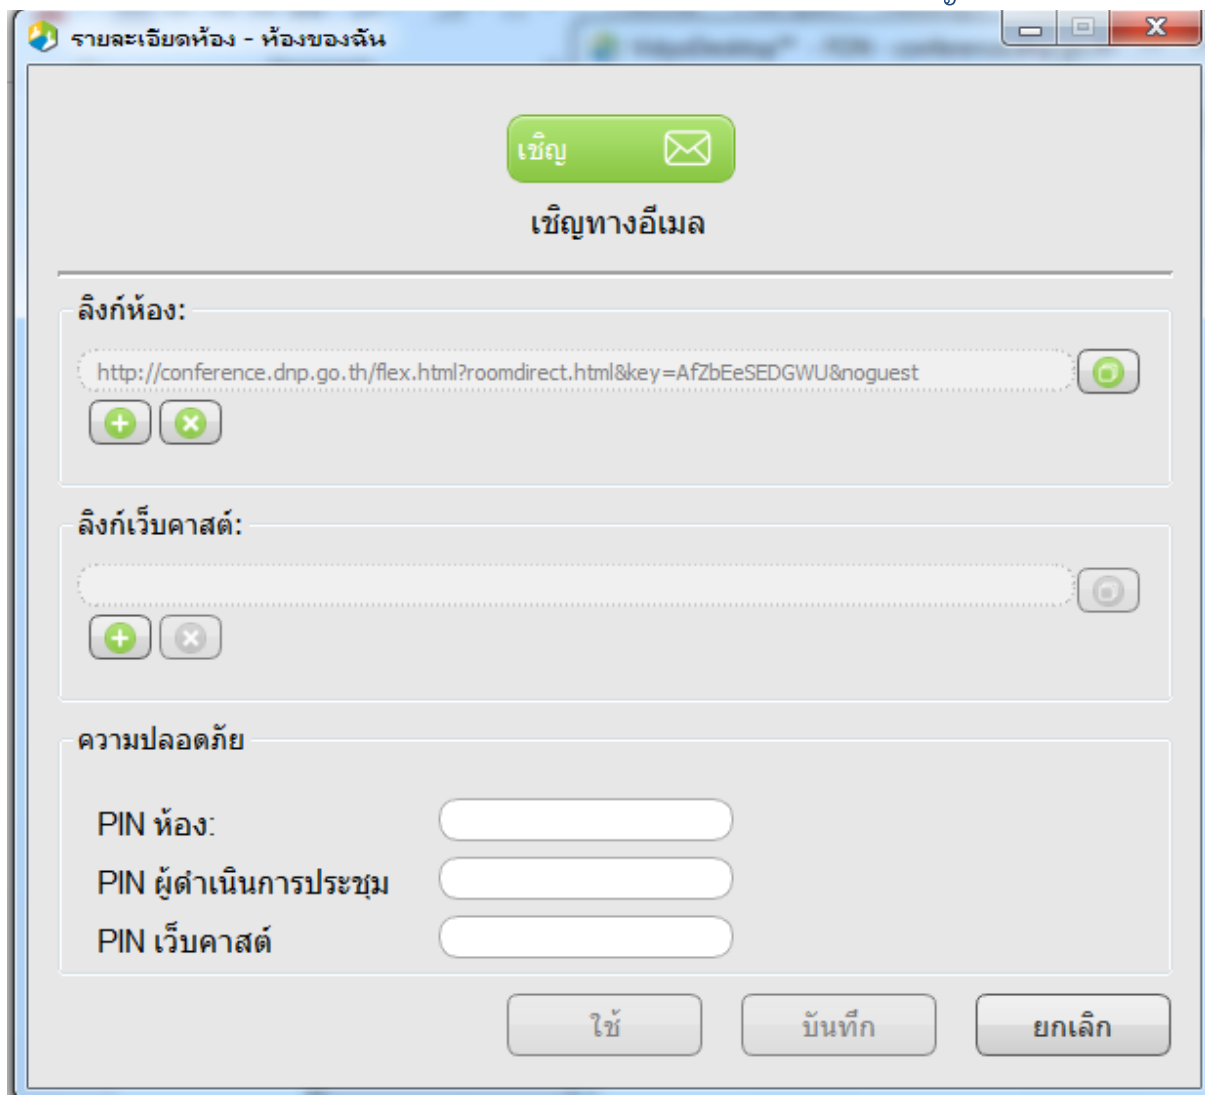 รายละเอียดห้อง - ห้องของฉัน
เชิญ
เชิญทางอีเมล
ลิงก์ห้อง:
http://conference.dnp.go.th/flex.html?roomdirect.html&key=AfZbEeSEDGWU&noguest
ลิงก์เว็บคาสต์:
ความปลอดภัย
PIN ห้อง:
PIN ผู้ดำเนินการประชุม
PIN เว็บคาสต์
ใช้
บันทึก
ยกเลิก